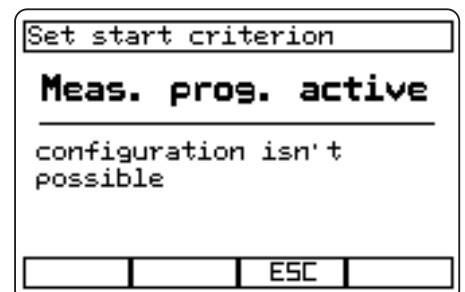 Set start criterion
Meas. prog. active
configuration isn't
possible
ESC